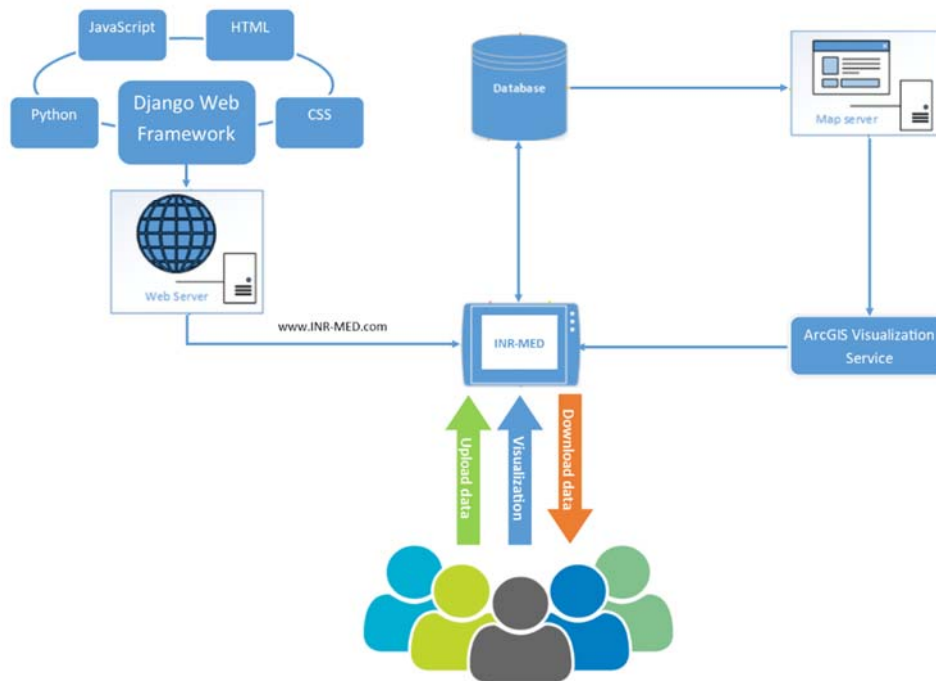 JavaScript
HTML
Python
Django Web
Framework
CSS
Web Server
www.INR-MED.com
Database
Map server
INR-MED
ArcGIS Visualization
Service
Upload data
Visualization
Download data